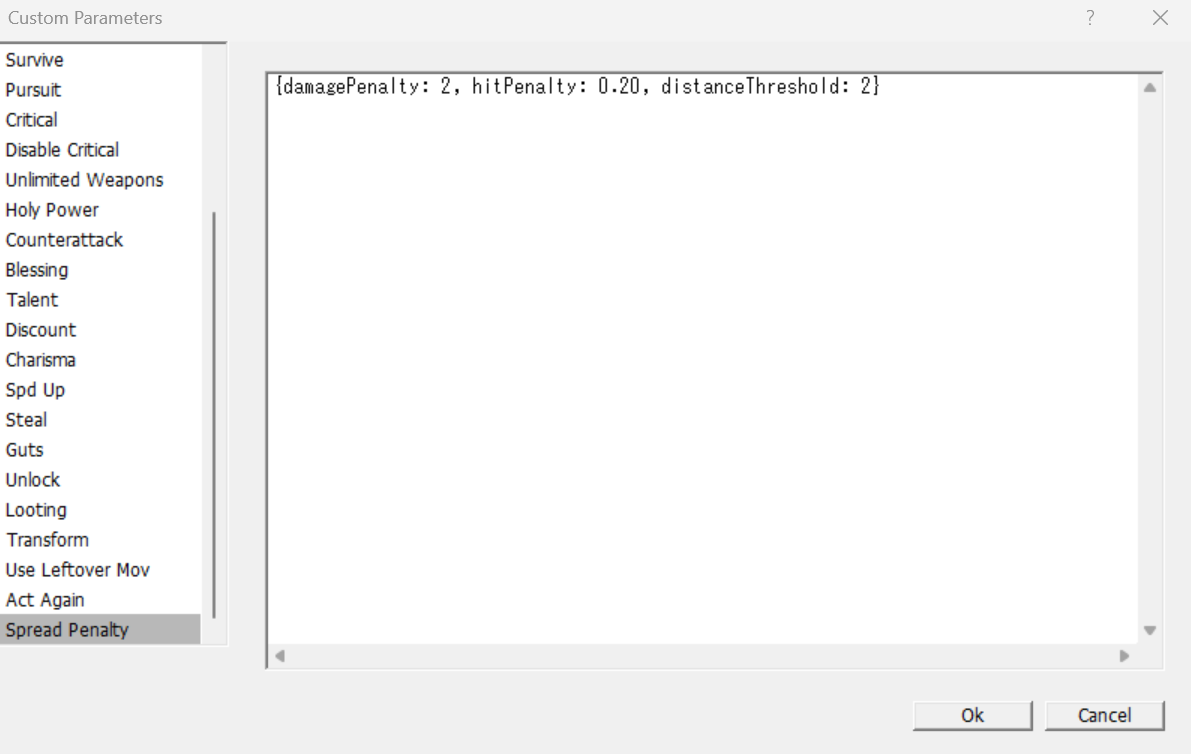 Custom Parameters
?
Survive
Pursuit
Critical
Disable Critical
Unlimited Weapons
Holy Power
Counterattack
Blessing
Talent
Discount
Charisma
Spd Up
Steal
Guts
Unlock
Looting
Transform
Use Leftover Mov
Act Again
Spread Penalty
{damagePenalty: 2, hitPenalty: 0.20, distanceThreshold: 2}
Ok
Cancel